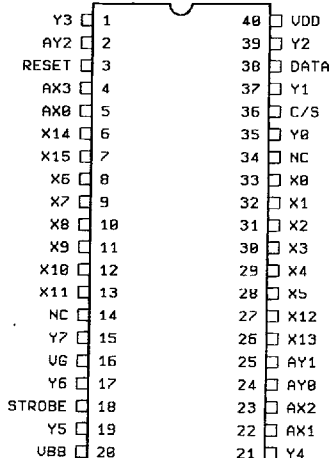 Y3 1 40 VDD
AY2 2 39 Y2
RESET 3 38 DATA
AX3 4 37 Y1
AX0 5 36 C/S
X14 6 35 Y0
X15 7 34 NC
X6 8 33 X0
X7 9 32 X1
X8 10 31 X2
X9 11 30 X3
X10 12 29 X4
X11 13 28 X5
NC 14 27 X12
Y7 15 26 X13
VG 16 25 AY1
Y6 17 24 AY0
STROBE 18 23 AX2
Y5 19 22 AX1
VBB 20 21 Y4